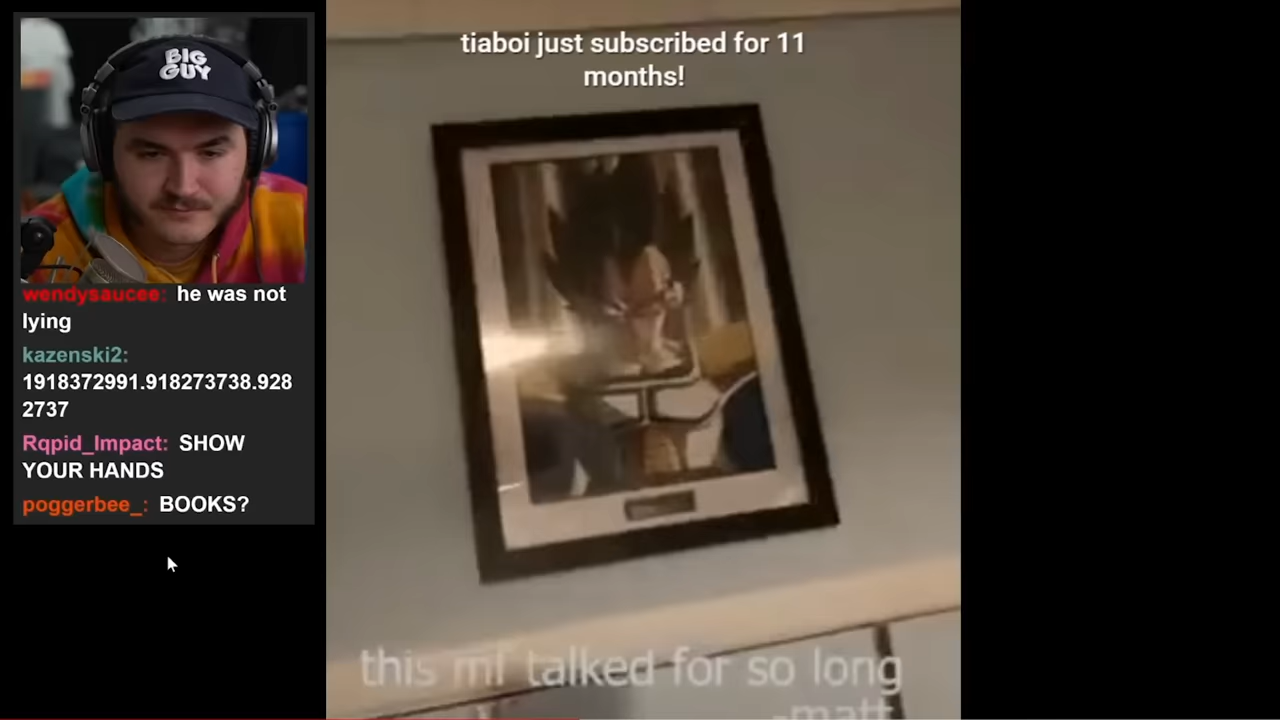 BIG
GUY
wendysaucee: he was not
lying
kazenski2:
1918372991.918273738.928
2737
Rqpid_Impact: SHOW
YOUR HANDS
poggerbee_: BOOKS?
tiaboi just subscribed for 11
months!
this mf talked for so long
-matt